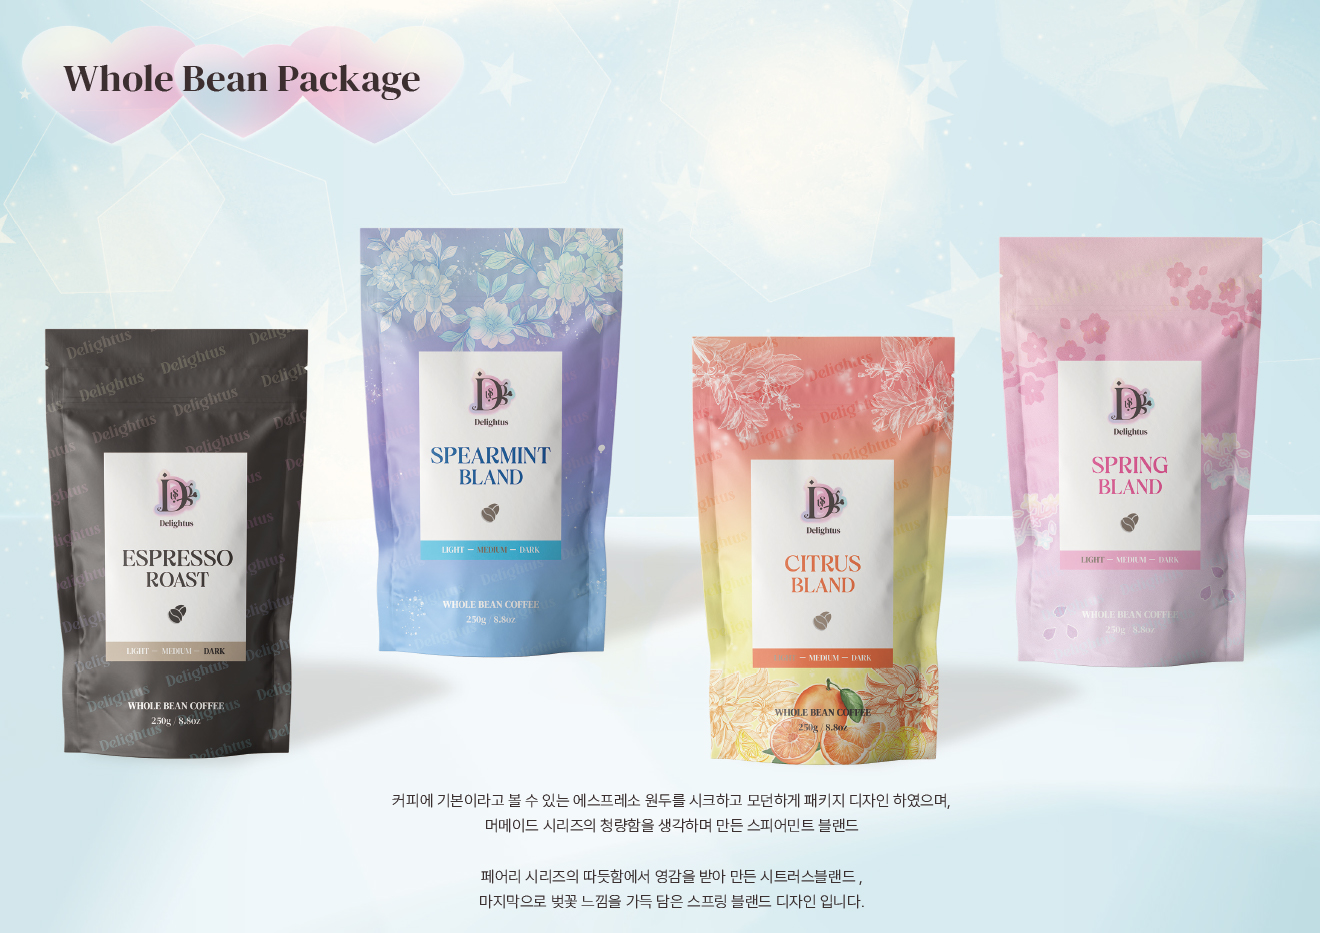 Whole Bean Package
Delightus
ESPRESSO
ROAST
LIGHT — MEDIUM — DARK
WHOLE BEAN COFFEE
250g / 8.8oz
Delightus
SPEARMINT
BLAND
LIGHT — MEDIUM — DARK
WHOLE BEAN COFFEE
250g / 8.8oz
Delightus
CITRUS
BLAND
— MEDIUM — DARK
WHOLE BEAN COFFEE
250g / 8.8oz
Delightus
SPRING
BLAND
LIGHT — MEDIUM — DARK
WHOLE BEAN COFFEE
250g / 8.8oz
커피에 기본이라고 볼 수 있는 에스프레소 원두를 시크하고 모던하게 패키지 디자인 하였으며,
머메이드 시리즈의 청량함을 생각하며 만든 스피어민트 블랜드
페어리 시리즈의 따듯함에서 영감을 받아 만든 시트러스블랜드 ,
마지막으로 벚꽃 느낌을 가득 담은 스프링 블랜드 디자인 입니다.